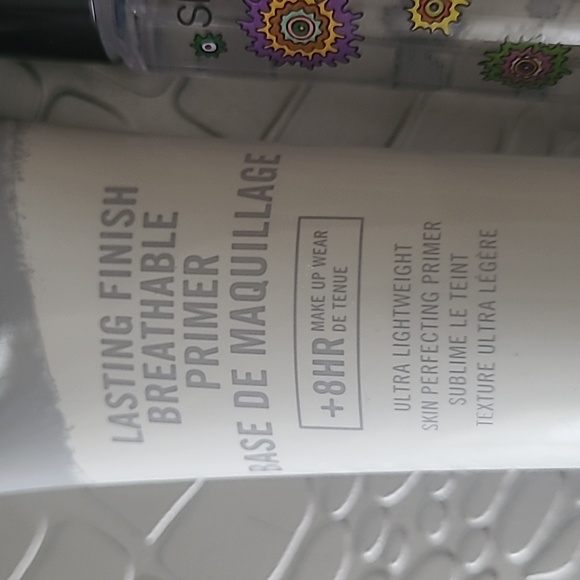 LASTING FINISH
BREATHABLE
PRIMER
BASE DE MAQUILLAGE
+8HR MAKE UP WEAR
DE TENUE
ULTRA LIGHTWEIGHT
SKIN PERFECTING PRIMER
SUBLIME LE TEINT
TEXTURE ULTRA LÉGÈRE